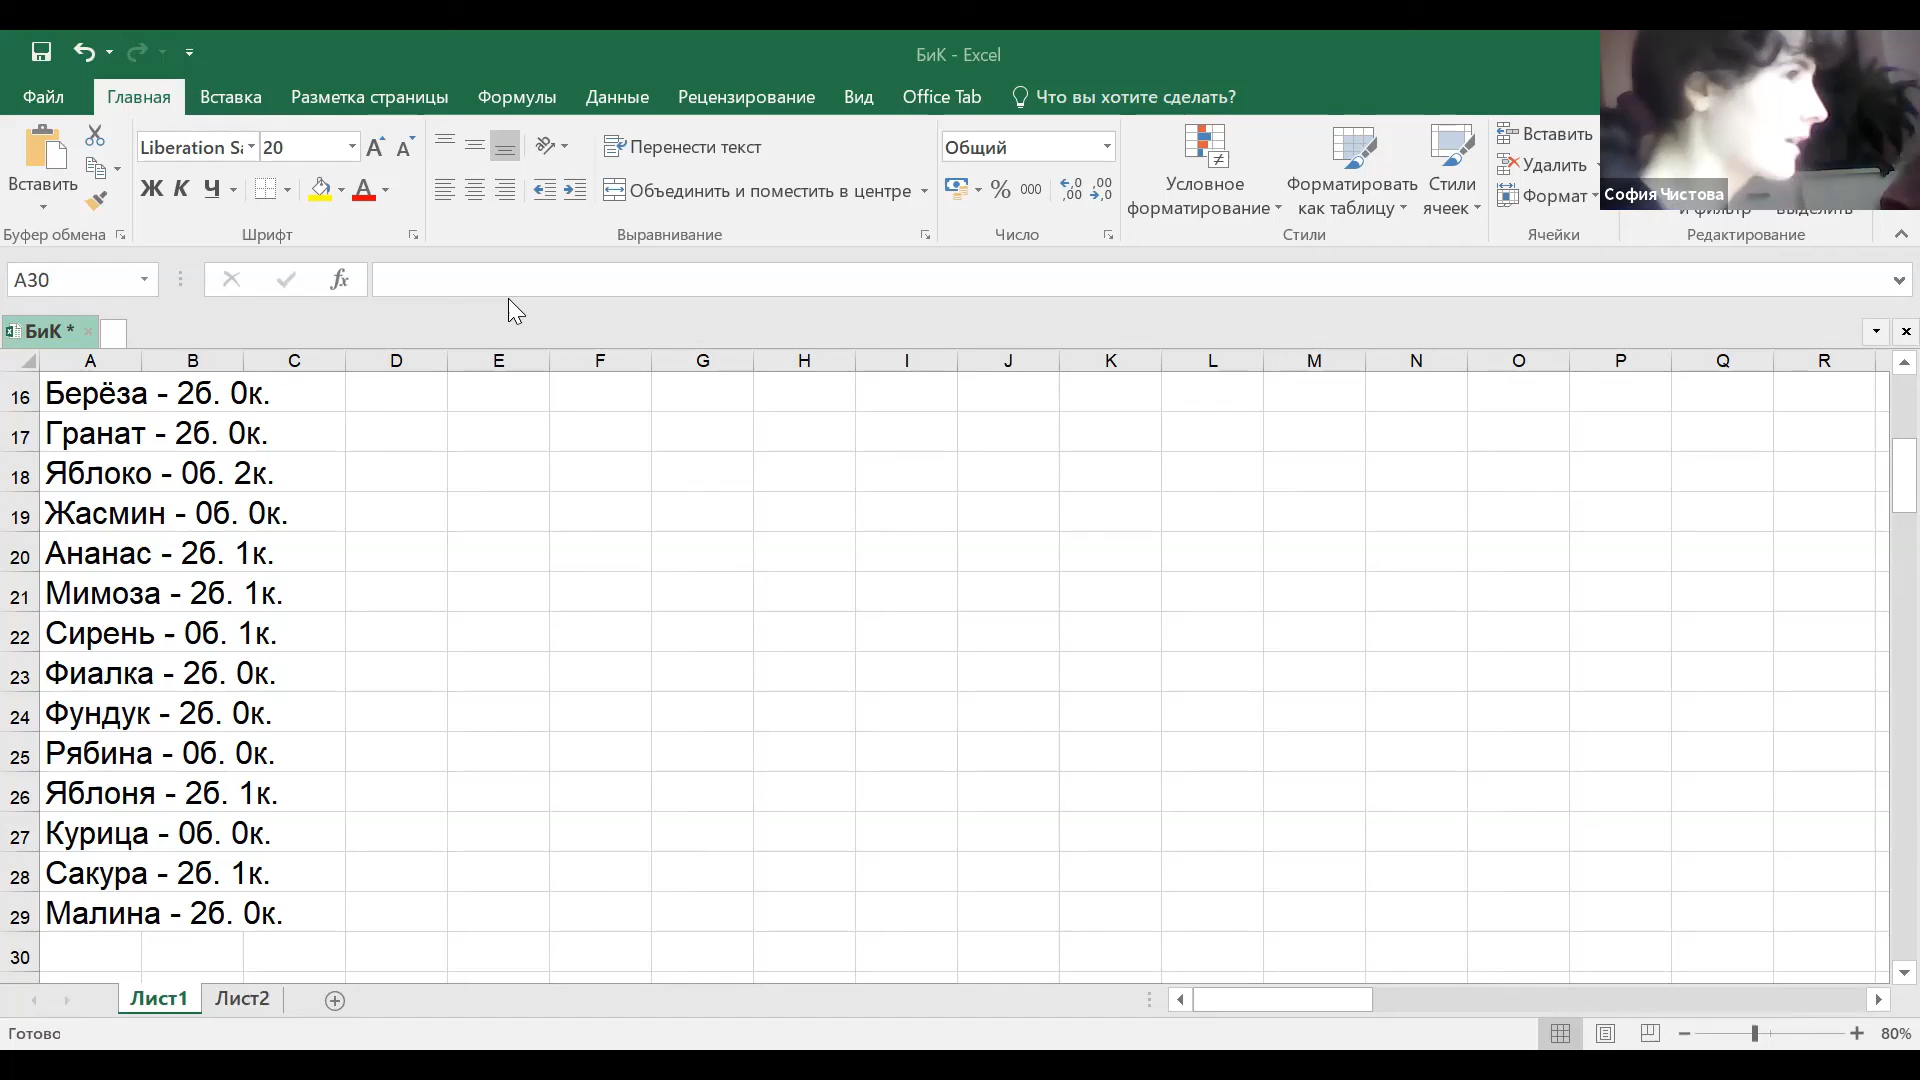 БиК - Excel
Файл
Главная
Вставка
Разметка страницы
Формулы
Данные
Рецензирование
Вид
Office Tab
Что вы хотите сделать?
Вставить
Буфер обмена
Liberation Sa
20
Ж К Ч
Шрифт
Перенести текст
Объединить и поместить в центре
Выравнивание
Общий
% 000
Число
Условное форматирование
Форматировать как таблицу
Стили ячеек
Стили
Вставить
Удалить
Формат
Ячейки
и фильтр
выделить
Редактирование
София Чистова
A30
fx
БиК *
A B C D E F G H I J K L M N O P Q R
16 Берёза - 2б. 0к.
17 Гранат - 2б. 0к.
18 Яблоко - 0б. 2к.
19 Жасмин - 0б. 0к.
20 Ананас - 2б. 1к.
21 Мимоза - 2б. 1к.
22 Сирень - 0б. 1к.
23 Фиалка - 2б. 0к.
24 Фундук - 2б. 0к.
25 Рябина - 0б. 0к.
26 Яблоня - 2б. 1к.
27 Курица - 0б. 0к.
28 Сакура - 2б. 1к.
29 Малина - 2б. 0к.
30
Лист1
Лист2
Готово
80%